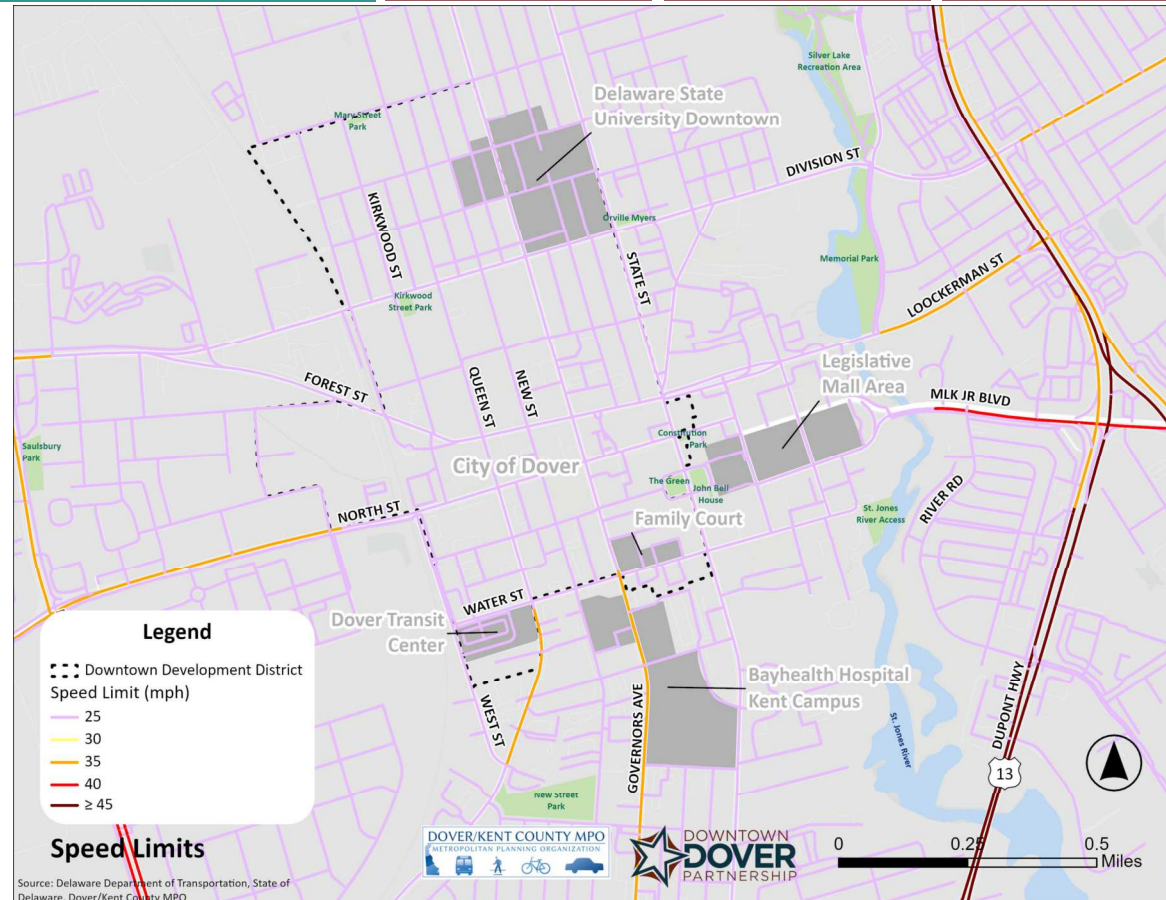 Silver Lake
Recreation Area
Delaware State
University Downtown
Mary Street
Park
DIVISION ST
KIRKWOOD ST
Orville Myers
STATE ST
Memorial Park
LOOCKERMAN ST
Kirkwood
Street Park
Legislative
Mall Area
FOREST ST
QUEEN ST
NEW ST
MLK JR BLVD
Constitution
Park
Saulsbury
Park
City of Dover
The Green
John Bell
House
RIVER RD
NORTH ST
Family Court
St. Jones
River Access
WATER ST
Dover Transit
Center
Bayhealth Hospital
Kent Campus
WEST ST
GOVERNORS AVE
St. Jones River
DUPONT HWY
13
New Street
Park
Legend
Downtown Development District
Speed Limit (mph)
25
30
35
40
≥ 45
Speed Limits
Source: Delaware Department of Transportation, State of
Delaware, Dover/Kent County MPO
DOVER/KENT COUNTY MPO
METROPOLITAN PLANNING ORGANIZATION
DOWNTOWN
DOVER
PARTNERSHIP
0 0.25 0.5
Miles